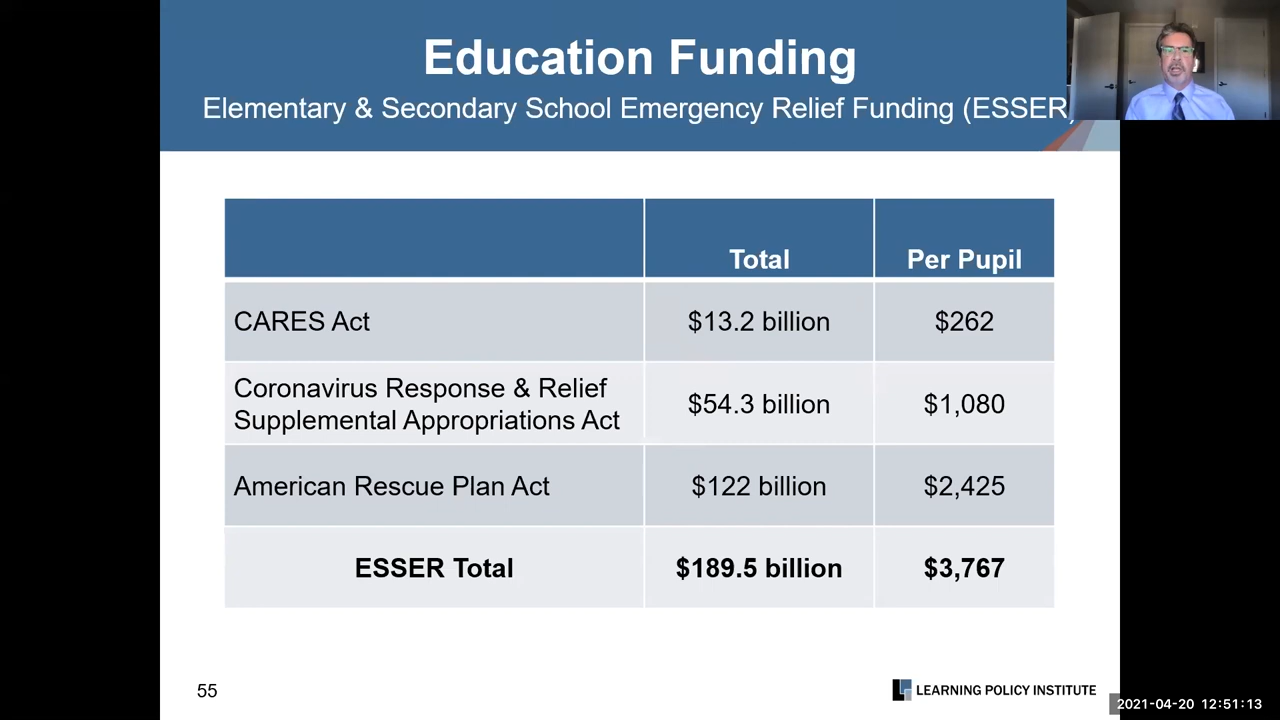 Education Funding
Elementary & Secondary School Emergency Relief Funding (ESSER)
Total
Per Pupil
CARES Act
$13.2 billion
$262
Coronavirus Response & Relief
Supplemental Appropriations Act
$54.3 billion
$1,080
American Rescue Plan Act
$122 billion
$2,425
ESSER Total
$189.5 billion
$3,767
55
LEARNING POLICY INSTITUTE
2021-04-20 12:51:13